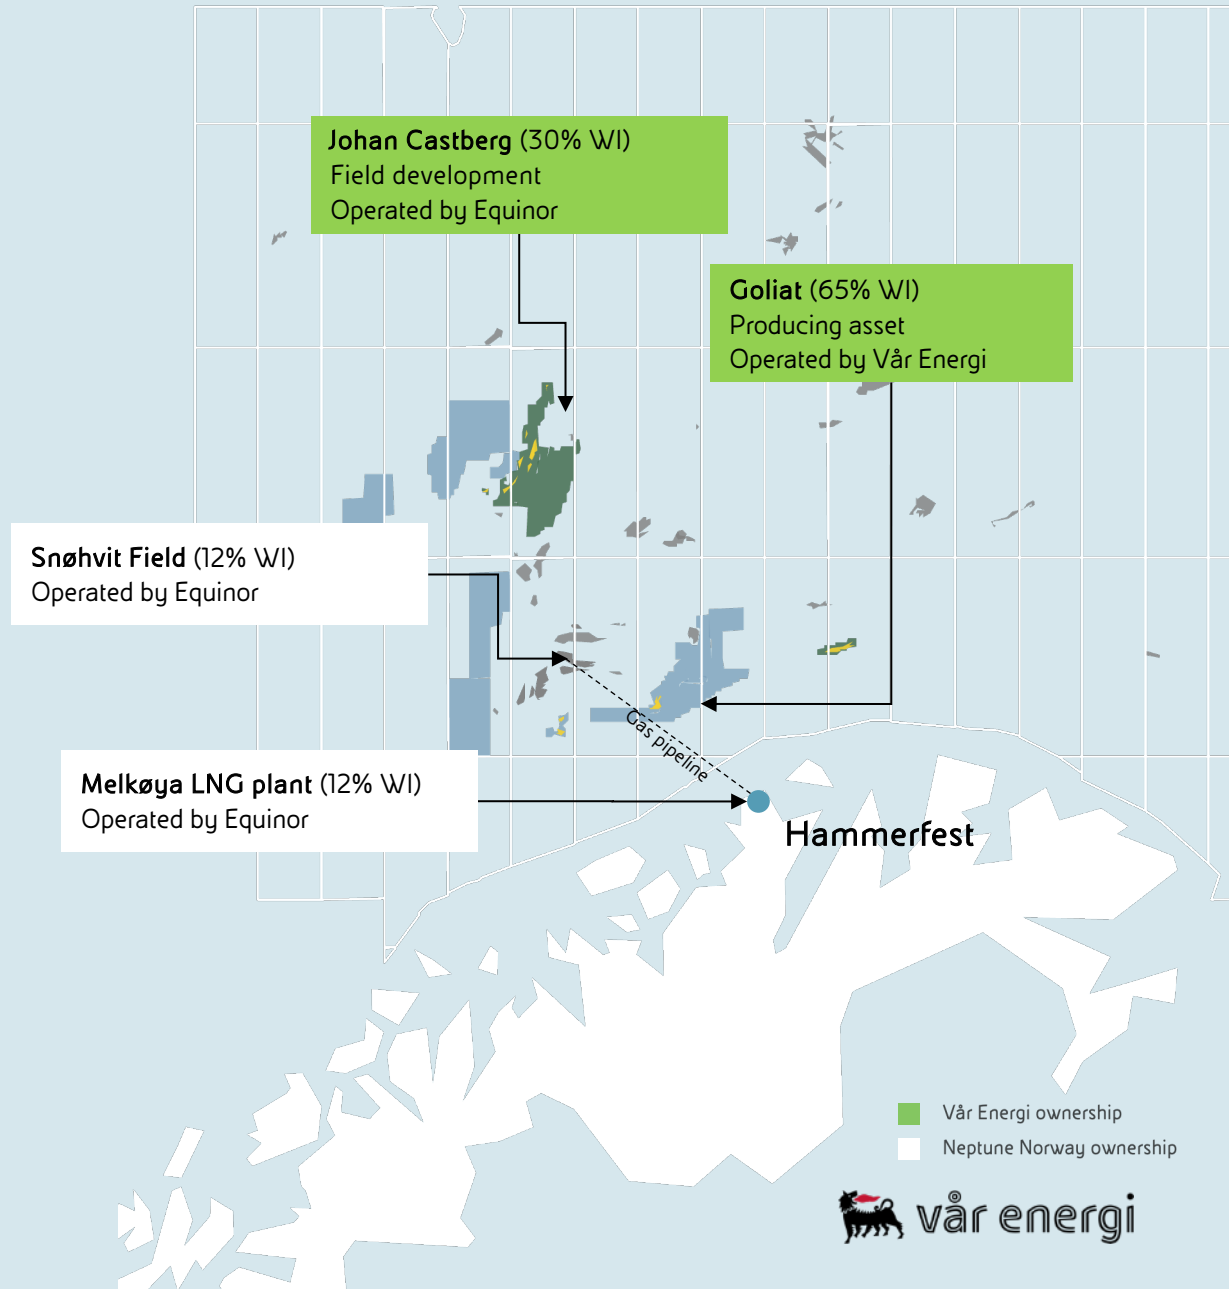 Johan Castberg (30% WI)
Field development
Operated by Equinor
Goliat (65% WI)
Producing asset
Operated by Vår Energi
Snøhvit Field (12% WI)
Operated by Equinor
Gas pipeline
Melkøya LNG plant (12% WI)
Operated by Equinor
Hammerfest
Vår Energi ownership
Neptune Norway ownership
vår energi